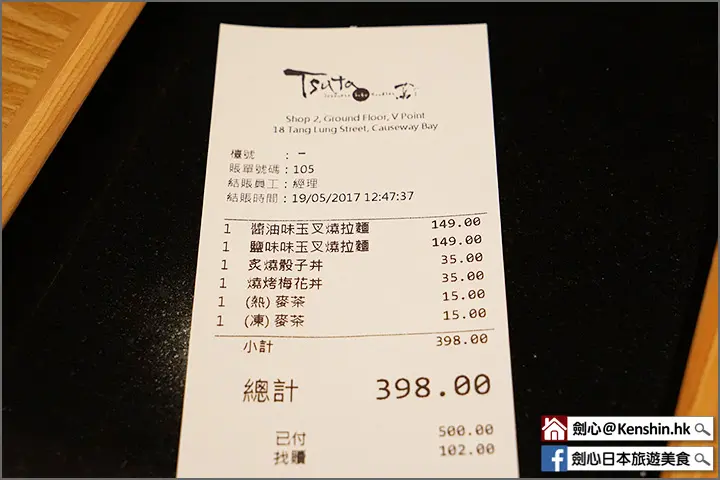 Tsuta
蔦
Shop 2, Ground Floor, V Point
18 Tang Lung Street, Causeway Bay
檯號 : 一
賬單號碼 : 105
結賬員工 : 經理
結賬時間 : 19/05/2017 12:47:37
1 醬油味玉叉燒拉麵 149.00
1 鹽味味玉叉燒拉麵 149.00
1 炙燒骰子丼 35.00
1 燒烤梅花丼 35.00
1 (熱) 麥茶 15.00
1 (凍) 麥茶 15.00
小計 398.00
總計 398.00
已付 500.00
找贖 102.00
劍心@Kenshin.hk
劍心日本旅遊美食